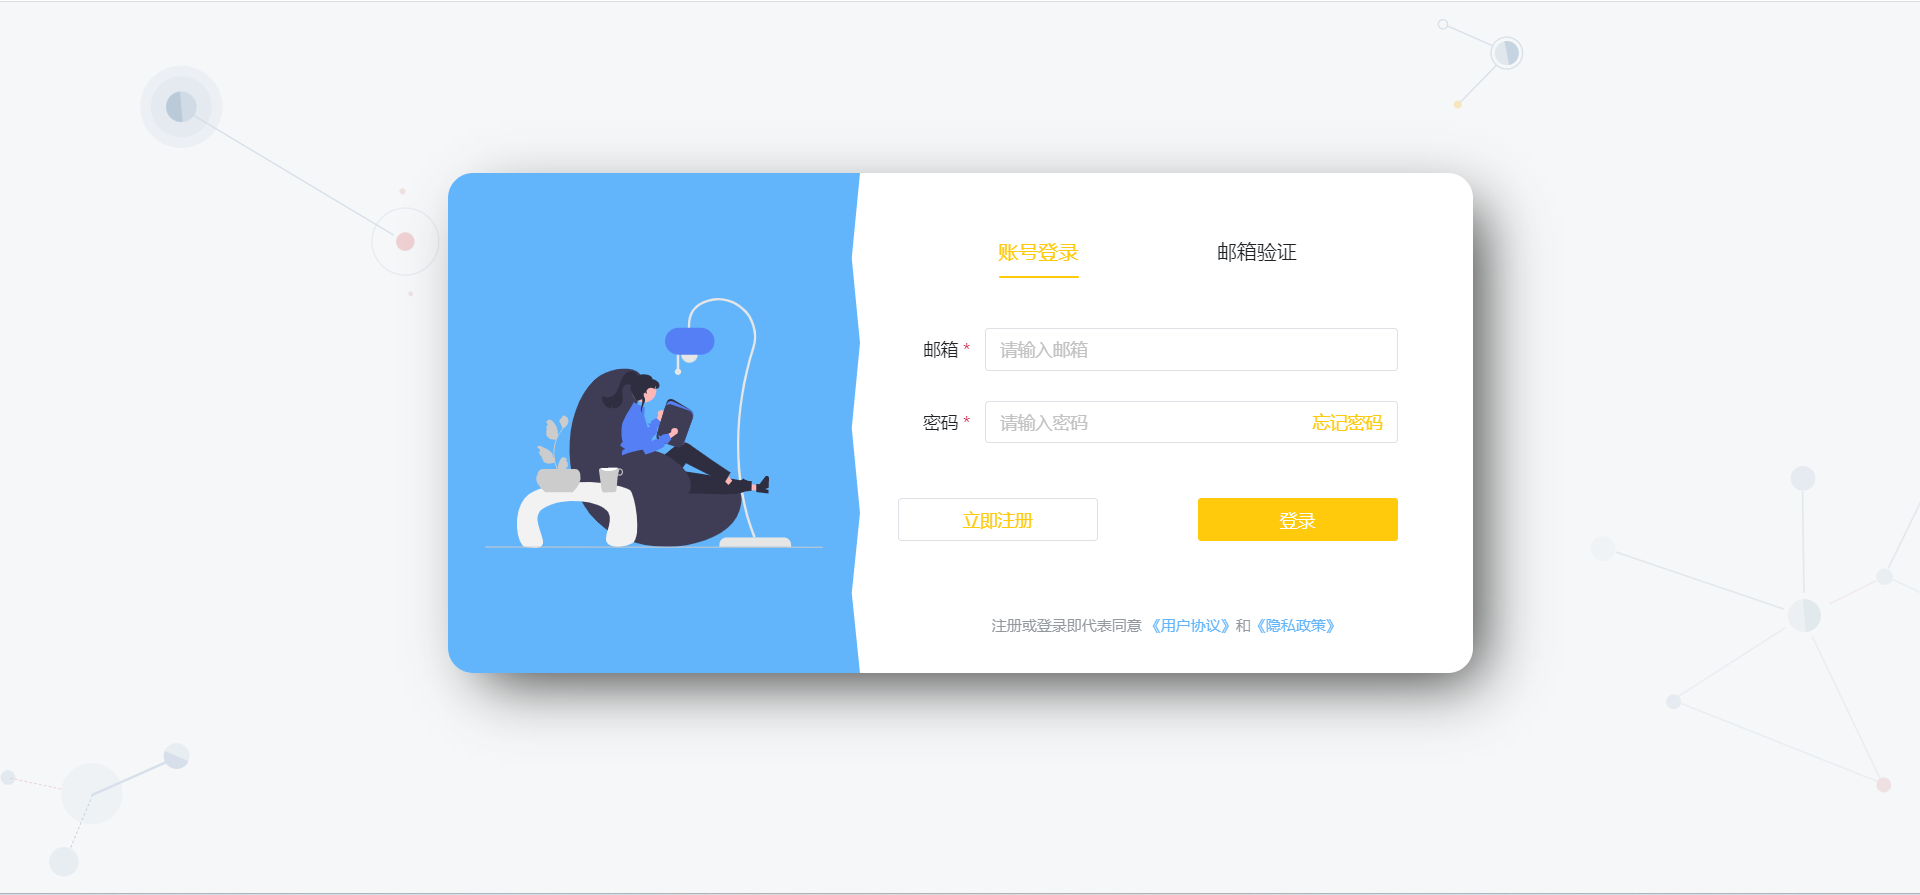 账号登录 邮箱验证
邮箱 * 请输入邮箱
密码 * 请输入密码 忘记密码
立即注册 登录
注册或登录即代表同意 《用户协议》和《隐私政策》